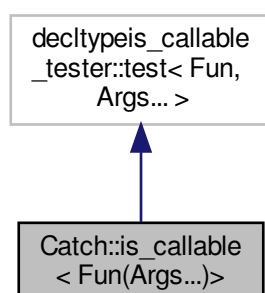 decltypeis_callable
_tester::test< Fun,
Args... >
Catch::is_callable
< Fun(Args...)>